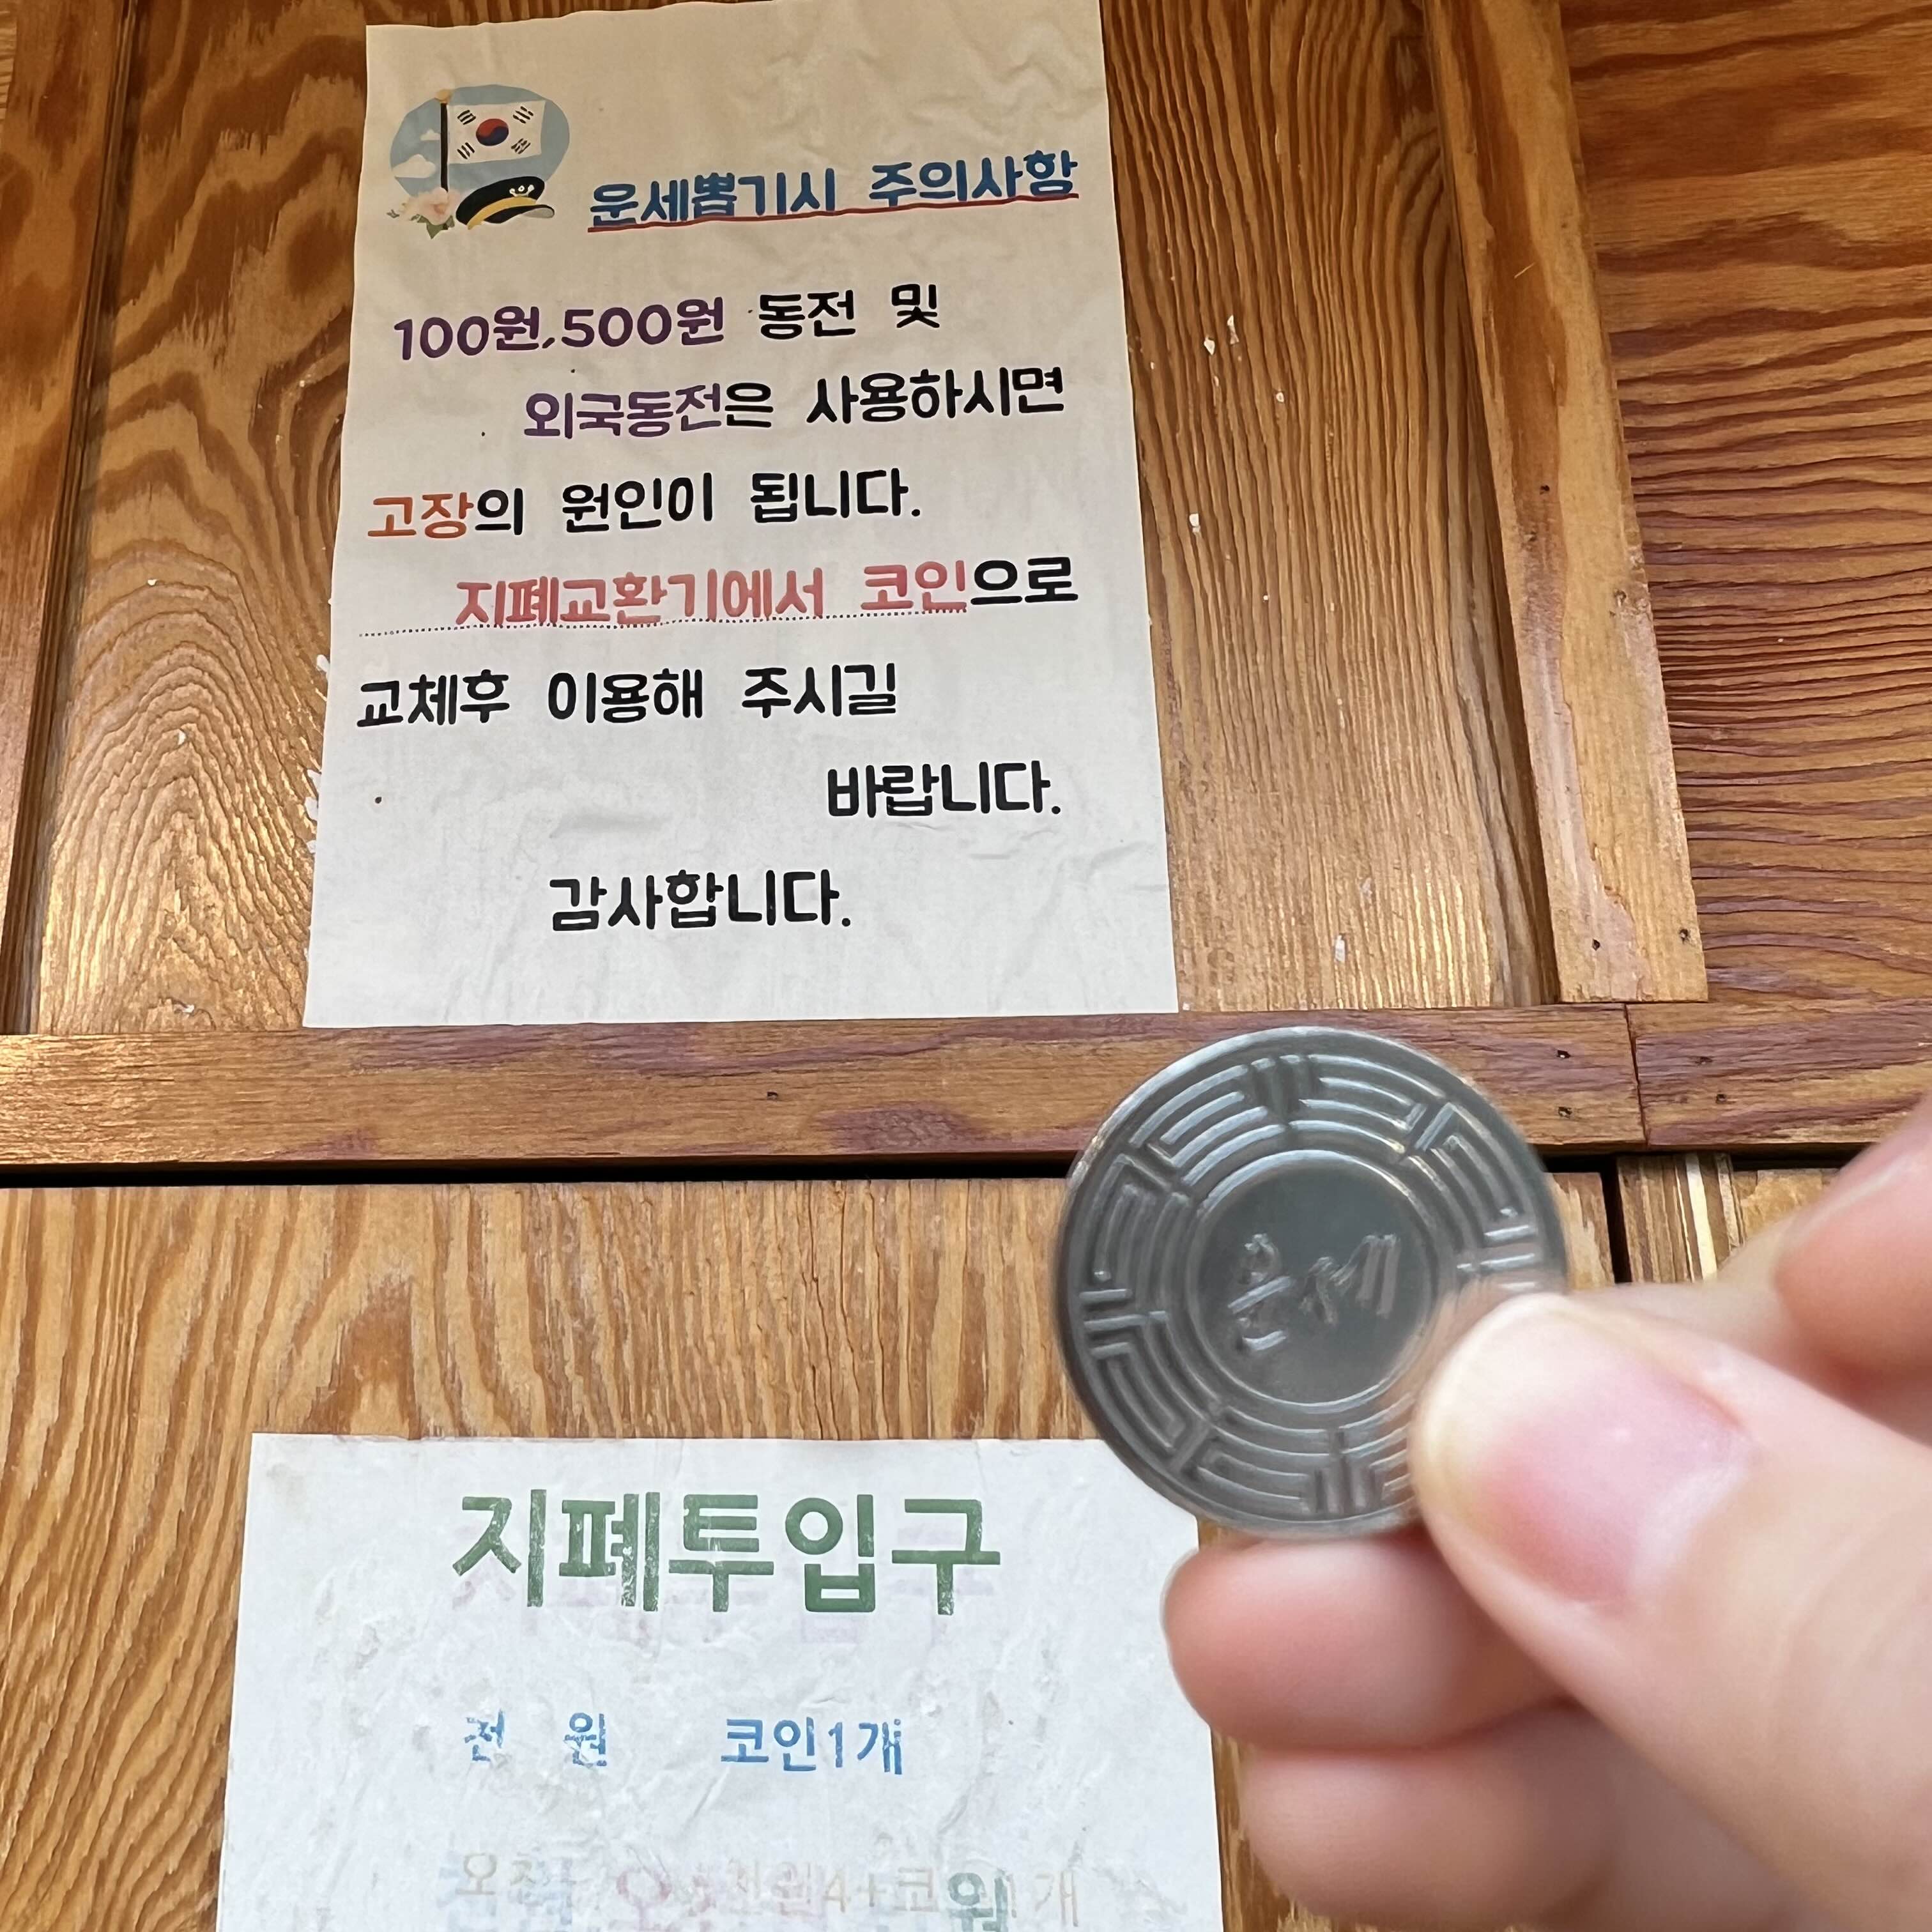 운세뽑기시 주의사항
100원,500원 동전 및
외국동전은 사용하시면
고장의 원인이 됩니다.
지폐교환기에서 코인으로
교체후 이용해 주시길
바랍니다.
감사합니다.
운세
지폐투입구
천 원 코인1개